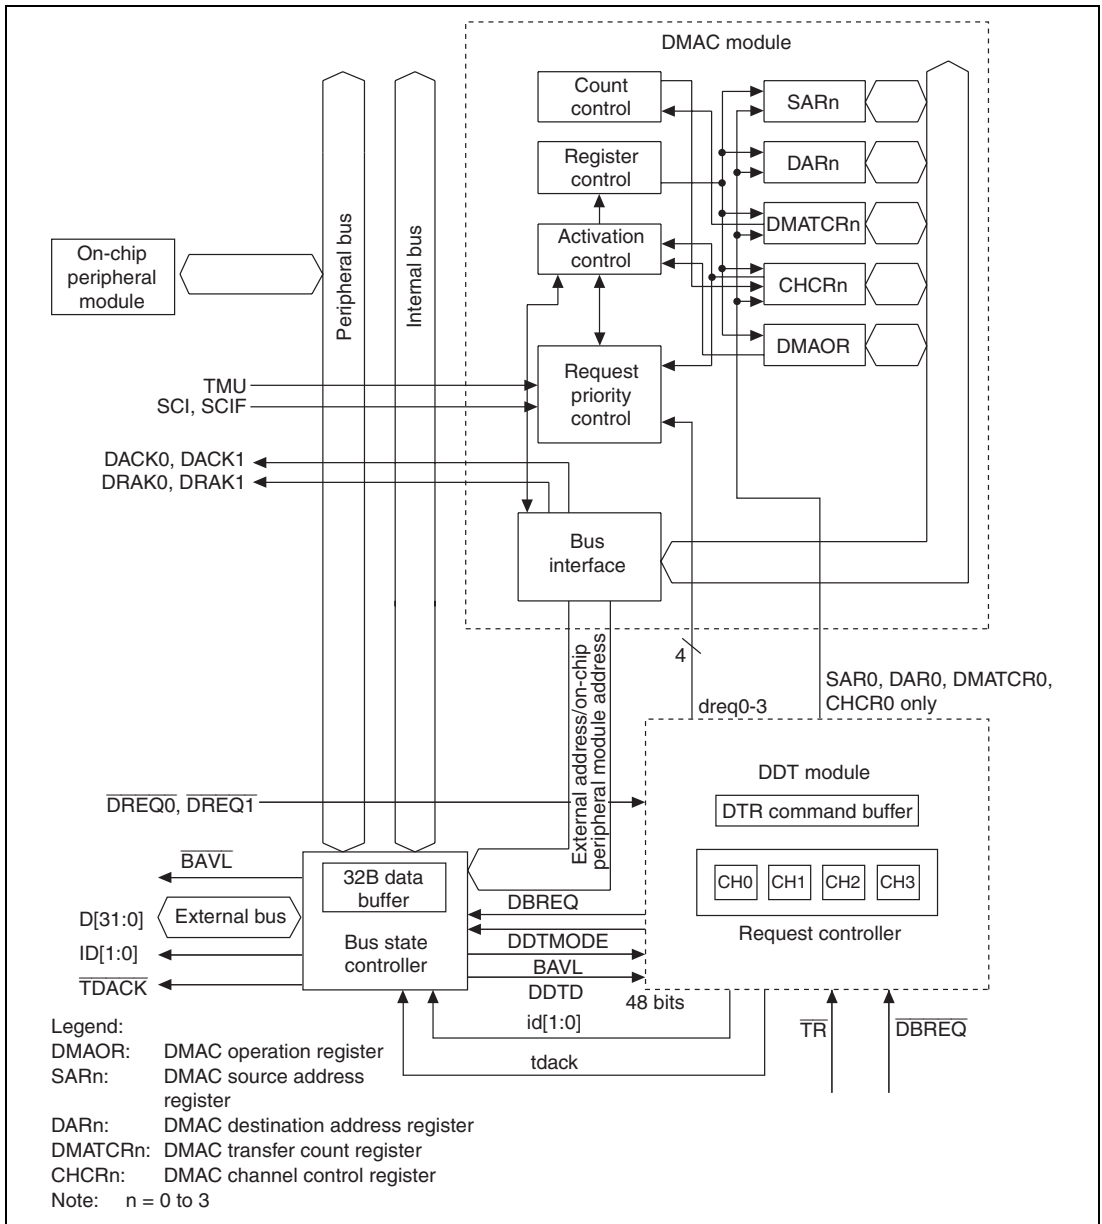 DMAC module
Count
control
SARn
Register
control
DARn
DMATCRn
Activation
control
CHCRn
DMAOR
On-chip
peripheral
module
Peripheral bus
Internal bus
Request
priority
control
TMU
SCI, SCIF
DACK0, DACK1
DRAK0, DRAK1
Bus
interface
External address/on-chip
peripheral module address
4
dreq0-3
SAR0, DAR0, DMATCR0,
CHCR0 only
DDT module
DTR command buffer
CH0 CH1 CH2 CH3
Request controller
DREQ0, DREQ1
BAVL
32B data
buffer
D[31:0]
External bus
Bus state
controller
ID[1:0]
TDACK
DBREQ
DDTMODE
BAVL
DDTD
48 bits
id[1:0]
tdack
TR
DBREQ
Legend:
DMAOR: DMAC operation register
SARn: DMAC source address
register
DARn: DMAC destination address register
DMATCRn: DMAC transfer count register
CHCRn: DMAC channel control register
Note: n = 0 to 3